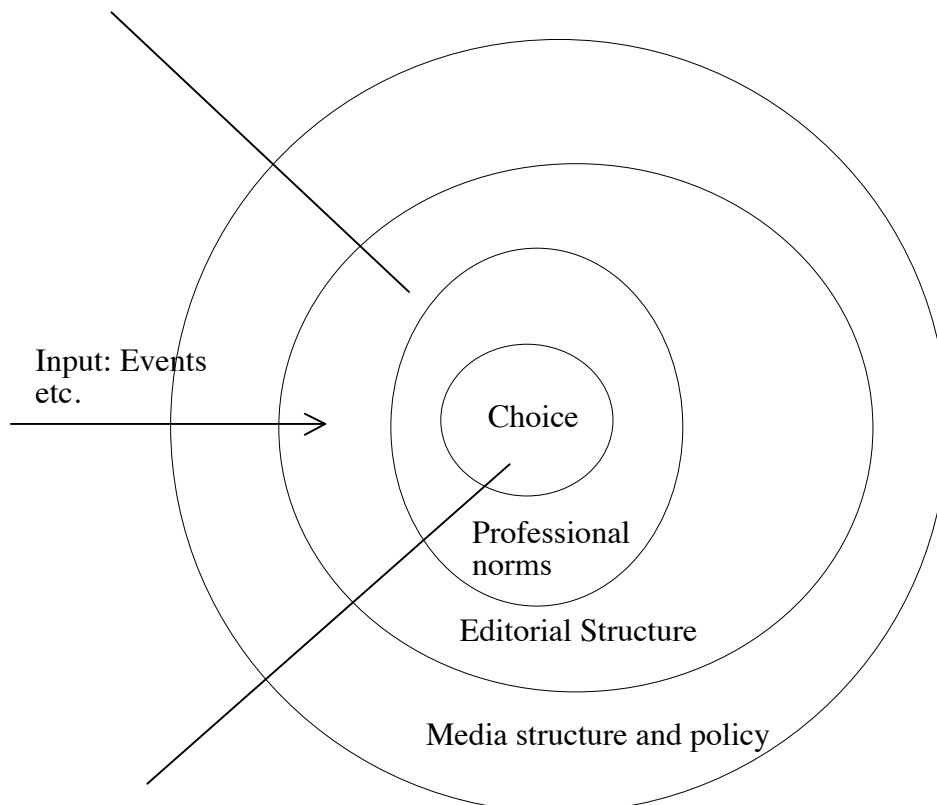 Input: Events
etc.
Choice
Professional
norms
Editorial Structure
Media structure and policy